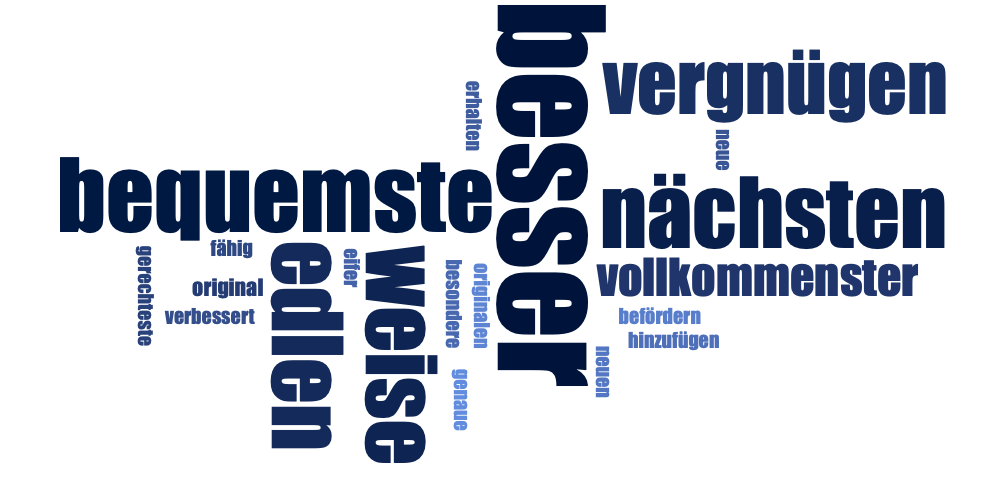 besser
vergnügen
erhalten
neue
bequemste
nächsten
fähig
gerechteste
edlen
eifer
weise
besondere
originalen
vollkommenster
original
verbessert
befördern
hinzufügen
neuen
genaue